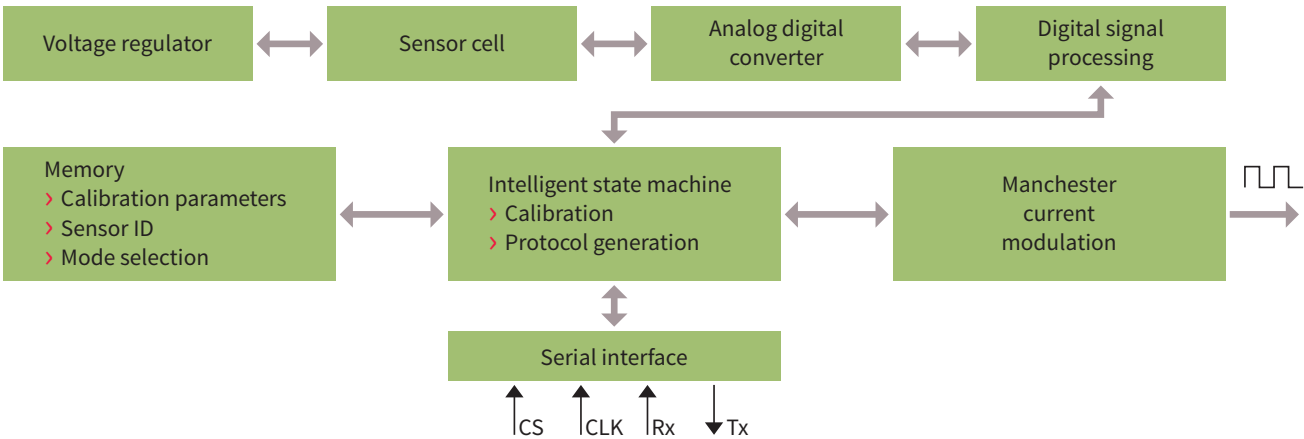 Voltage regulator
Sensor cell
Analog digital
converter
Digital signal
processing
Memory
› Calibration parameters
› Sensor ID
› Mode selection
Intelligent state machine
› Calibration
› Protocol generation
Manchester
current
modulation
Serial interface
CS
CLK
Rx
Tx